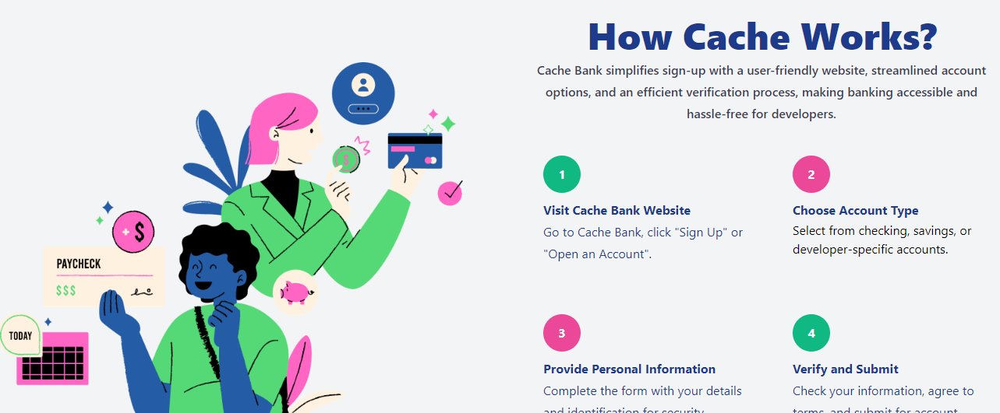 How Cache Works?
Cache Bank simplifies sign-up with a user-friendly website, streamlined account
options, and an efficient verification process, making banking accessible and
hassle-free for developers.
1
Visit Cache Bank Website
Go to Cache Bank, click "Sign Up" or
"Open an Account".
2
Choose Account Type
Select from checking, savings, or
developer-specific accounts.
3
Provide Personal Information
Complete the form with your details
and identification for security.
4
Verify and Submit
Check your information, agree to
terms, and submit for account
$
+ $
PAYCHECK
$$$
TODAY